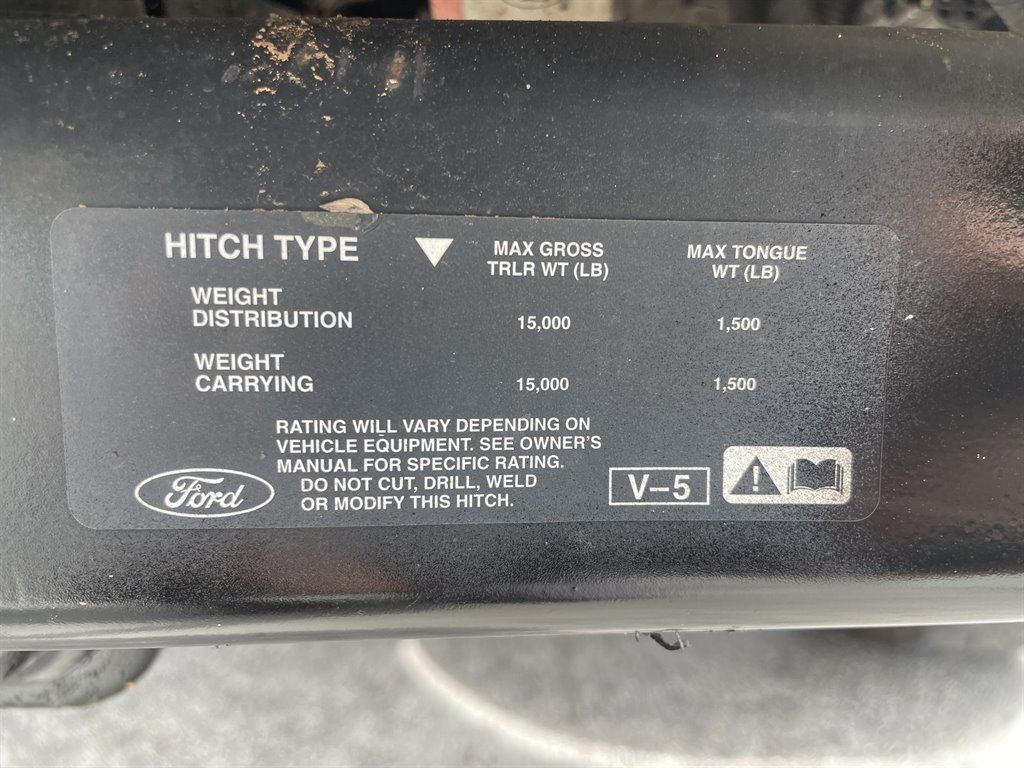 HITCH TYPE
MAX GROSS
TRLR WT (LB)
MAX TONGUE
WT (LB)
WEIGHT
DISTRIBUTION 15,000 1,500
WEIGHT
CARRYING 15,000 1,500
RATING WILL VARY DEPENDING ON
VEHICLE EQUIPMENT. SEE OWNER'S
MANUAL FOR SPECIFIC RATING.
DO NOT CUT, DRILL, WELD
OR MODIFY THIS HITCH.
Ford
V–5